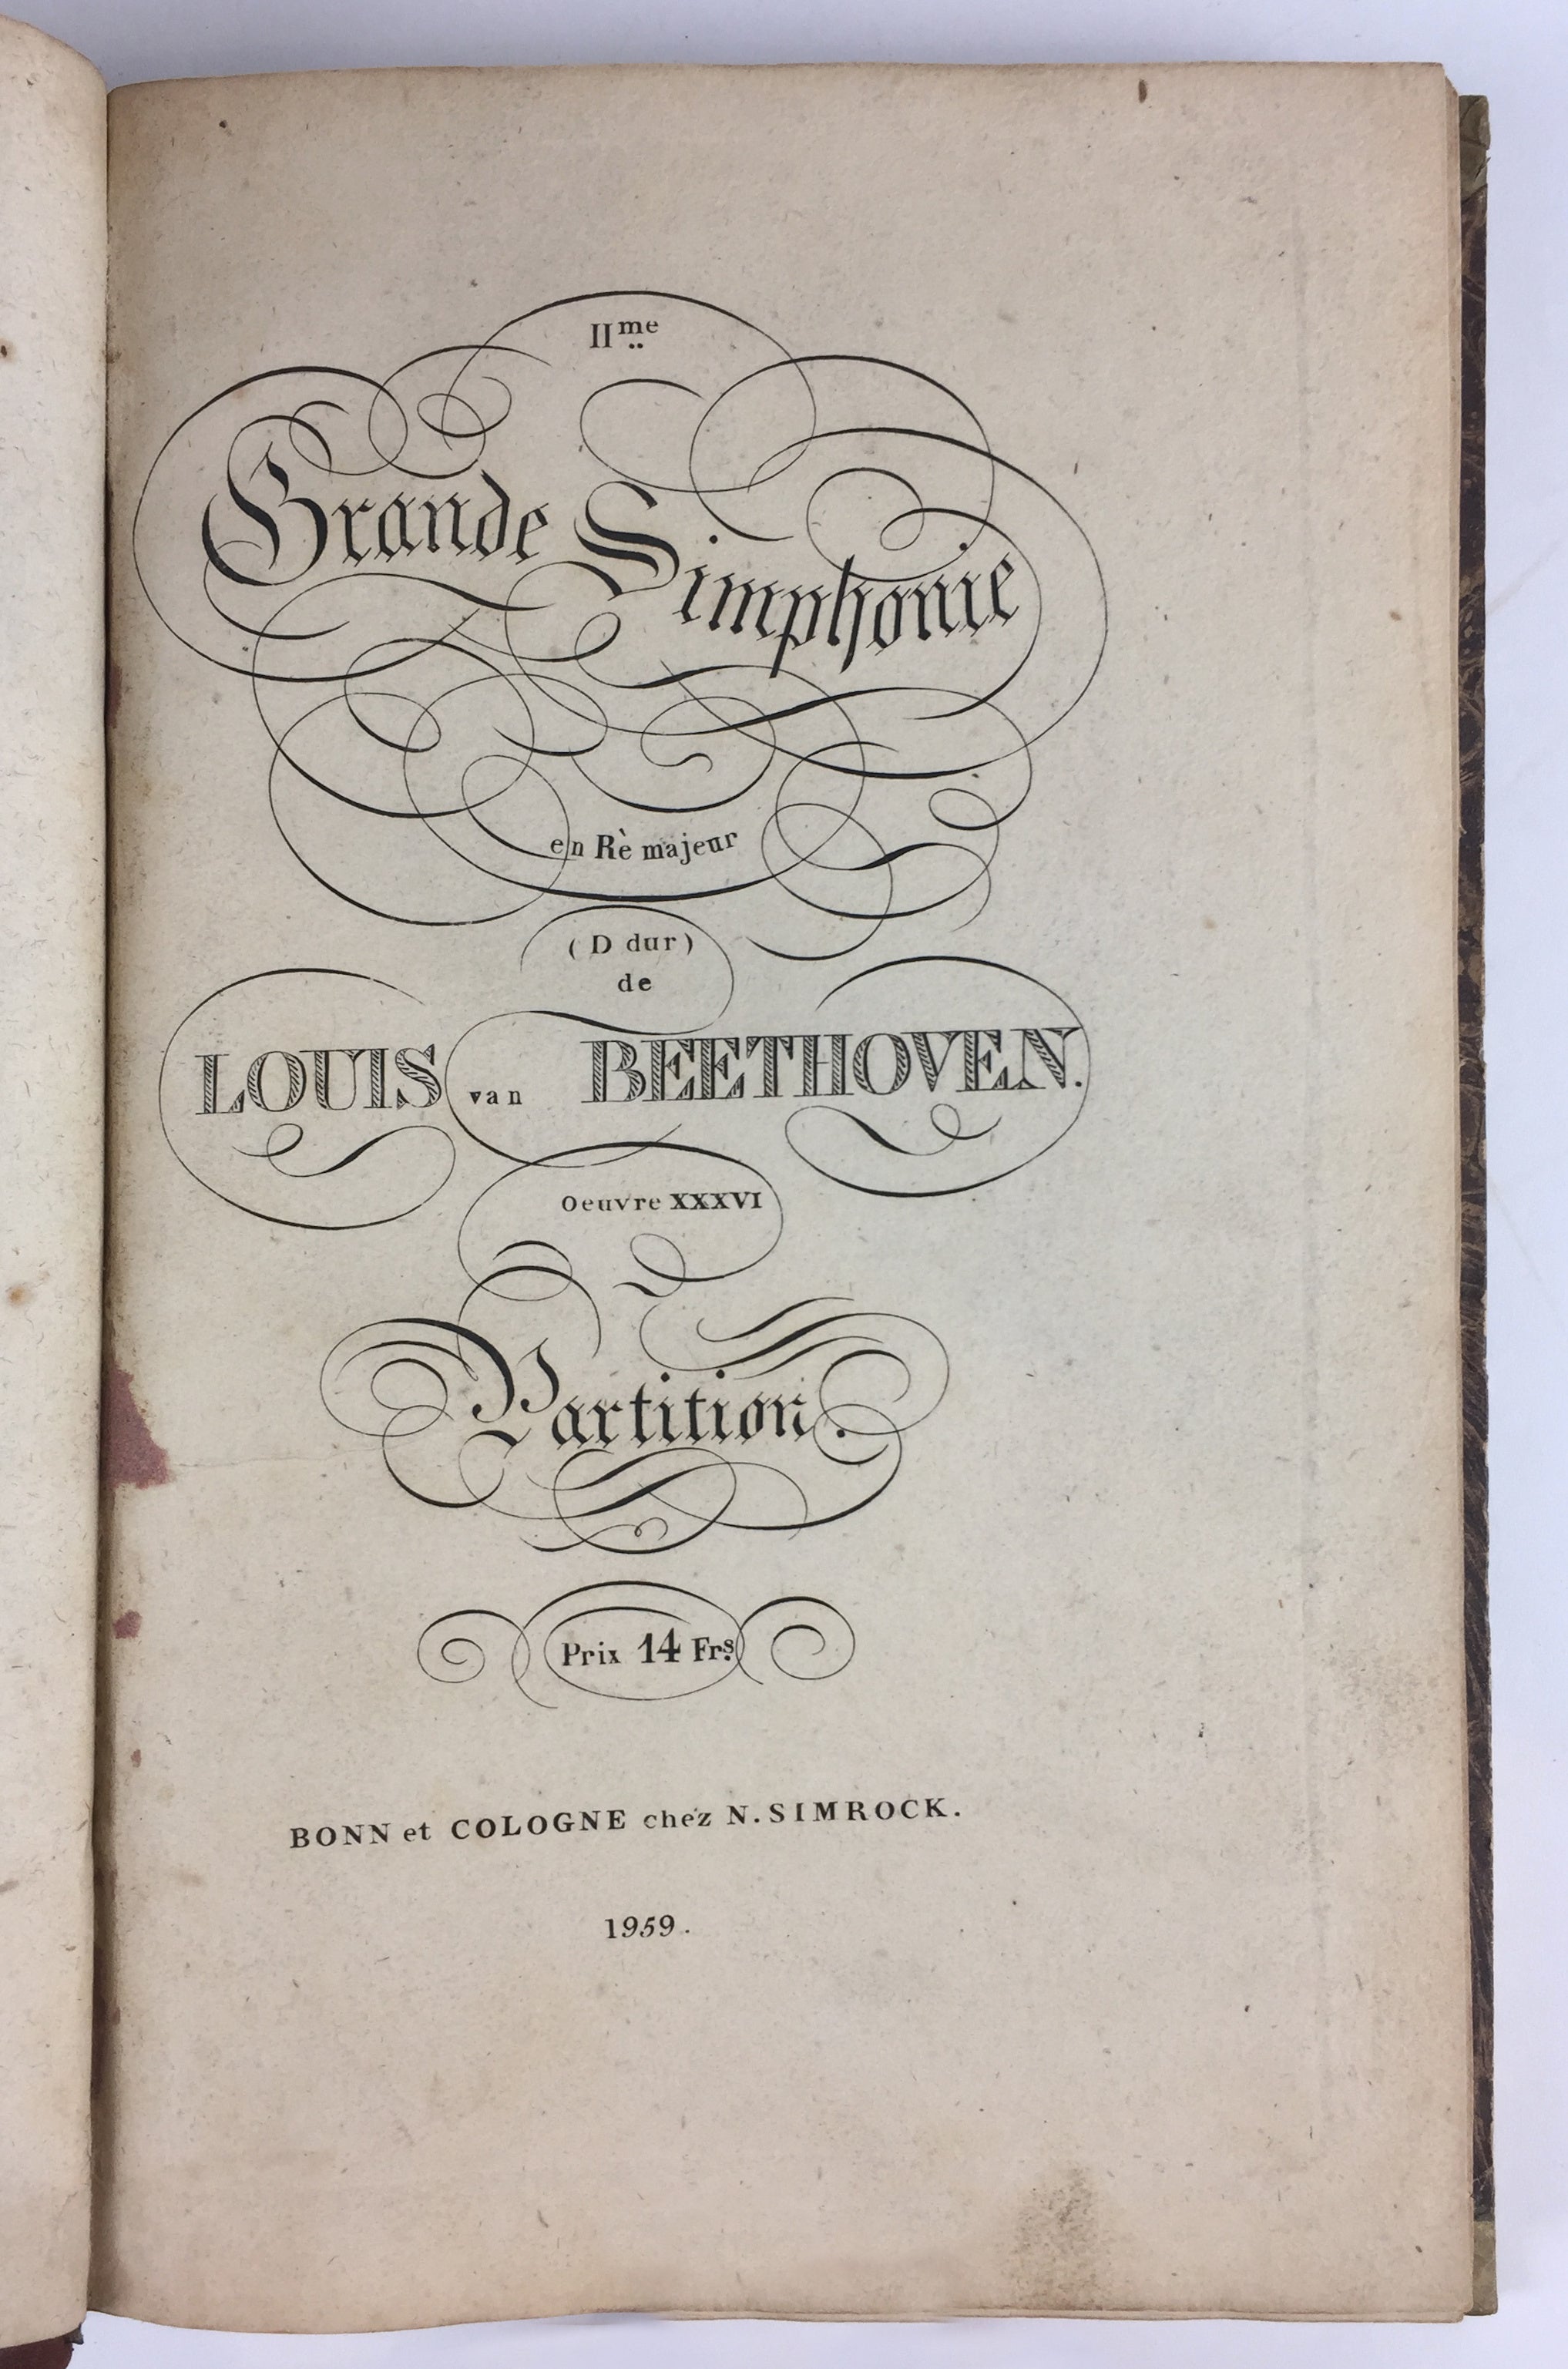 IIme
Grande Simphonie
en Rè majeur
(D dur)
de
LOUIS van BEETHOVEN.
Oeuvre XXXVI
Partition.
Prix 14 Frs.
BONN et COLOGNE chez N. SIMROCK.
1959.